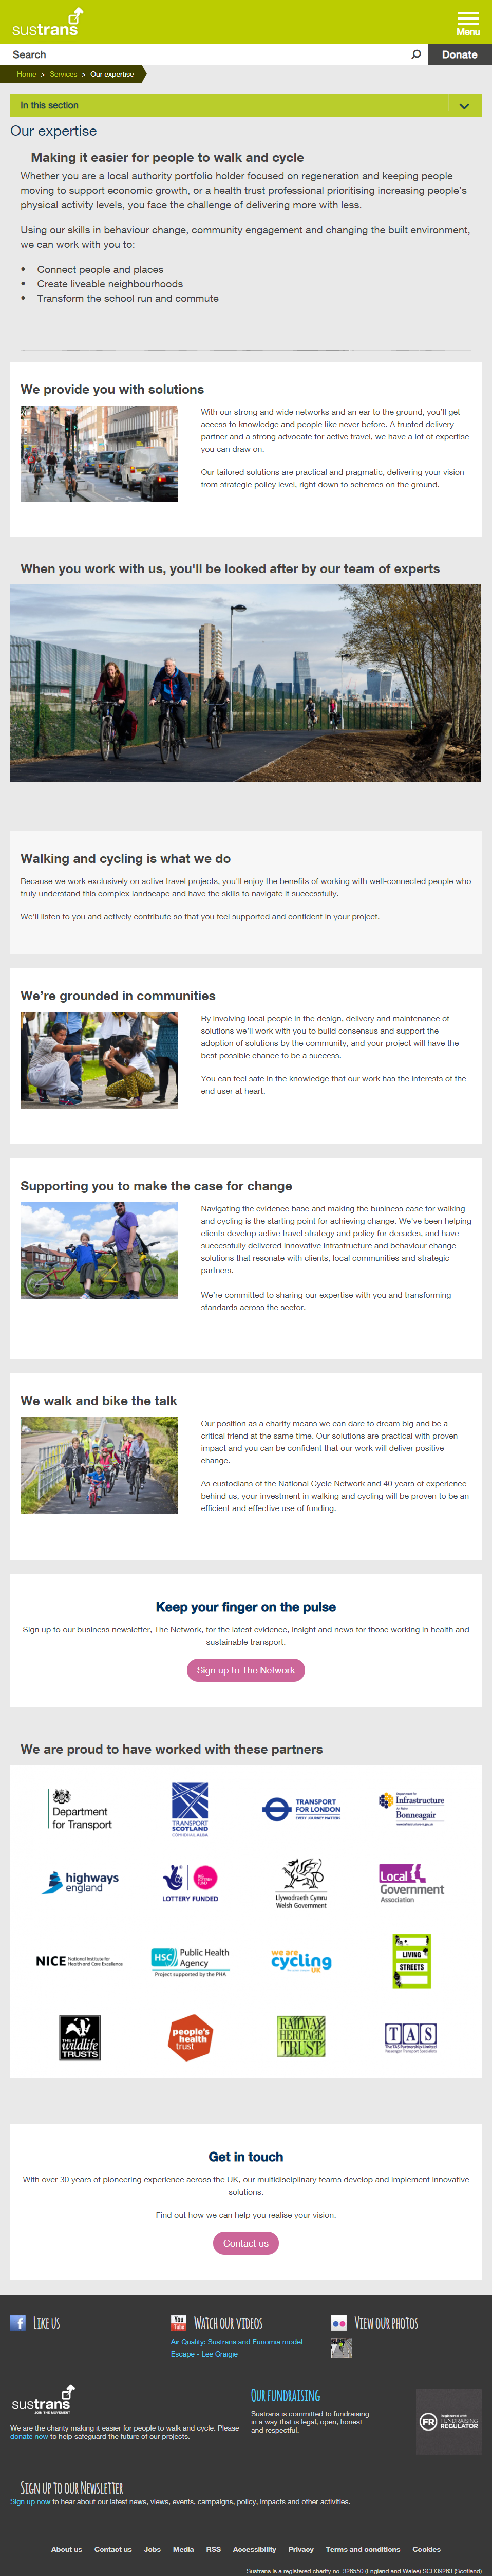 sustrans
Menu
Search
Donate
Home > Services > Our expertise
In this section
Our expertise
Making it easier for people to walk and cycle
Whether you are a local authority portfolio holder focused on regeneration and keeping people
moving to support economic growth, or a health trust professional prioritising increasing people's
physical activity levels, you face the challenge of delivering more with less.
Using our skills in behaviour change, community engagement and changing the built environment,
we can work with you to:
• Connect people and places
• Create liveable neighbourhoods
• Transform the school run and commute
We provide you with solutions
With our strong and wide networks and an ear to the ground, you'll get
access to knowledge and people like never before. A trusted delivery
partner and a strong advocate for active travel, we have a lot of expertise
you can draw on.
Our tailored solutions are practical and pragmatic, delivering your vision
from strategic policy level, right down to schemes on the ground.
When you work with us, you'll be looked after by our team of experts
Walking and cycling is what we do
Because we work exclusively on active travel projects, you'll enjoy the benefits of working with well-connected people who
truly understand this complex landscape and have the skills to navigate it successfully.
We'll listen to you and actively contribute so that you feel supported and confident in your project.
We're grounded in communities
By involving local people in the design, delivery and maintenance of
solutions we'll work with you to build consensus and support the
adoption of solutions by the community, and your project will have the
best possible chance to be a success.
You can feel safe in the knowledge that our work has the interests of the
end user at heart.
Supporting you to make the case for change
Navigating the evidence base and making the business case for walking
and cycling is the starting point for achieving change. We've been helping
clients develop active travel strategy and policy for decades, and have
successfully delivered innovative infrastructure and behaviour change
solutions that resonate with clients, local communities and strategic
partners.
We're committed to sharing our expertise with you and transforming
standards across the sector.
We walk and bike the talk
Our position as a charity means we can dare to dream big and be a
critical friend at the same time. Our solutions are practical with proven
impact and you can be confident that our work will deliver positive
change.
As custodians of the National Cycle Network and 40 years of experience
behind us, your investment in walking and cycling will be proven to be an
efficient and effective use of funding.
Keep your finger on the pulse
Sign up to our business newsletter, The Network, for the latest evidence, insight and news for those working in health and
sustainable transport.
Sign up to The Network
We are proud to have worked with these partners
Department
for Transport
TRANSPORT
SCOTLAND
CÒMHDHAIL ALBA
TRANSPORT
FOR LONDON
EVERY JOURNEY MATTERS
Department for
Infrastructure
An Roinn
Bonneagair
www.infrastructure-ni.gov.uk
highways
england
LOTTERY FUNDED
Llywodraeth Cymru
Welsh Government
Local
Government
Association
NICE National Institute for
Health and Care Excellence
HSC Public Health
Agency
Project supported by the PHA
we are
cycling
UK
LIVING
STREETS
THE
wildlife
TRUSTS
people's
health
trust
RAILWAY
HERITAGE
TRUST
TAS
The TAS Partnership Limited
Passenger Transport Specialists
Get in touch
With over 30 years of pioneering experience across the UK, our multidisciplinary teams develop and implement innovative
solutions.
Find out how we can help you realise your vision.
Contact us
Like us
You
Tube
Watch our videos
Air Quality: Sustrans and Eunomia model
Escape - Lee Craigie
View our photos
sustrans
JOIN THE MOVEMENT
We are the charity making it easier for people to walk and cycle. Please
donate now to help safeguard the future of our projects.
Our fundraising
Sustrans is committed to fundraising
in a way that is legal, open, honest
and respectful.
FR
Registered with
FUNDRAISING
REGULATOR
Sign up to our Newsletter
Sign up now to hear about our latest news, views, events, campaigns, policy, impacts and other activities.
About us Contact us Jobs Media RSS Accessibility Privacy Terms and conditions Cookies
Sustrans is a registered charity no. 326550 (England and Wales) SCO39263 (Scotland)